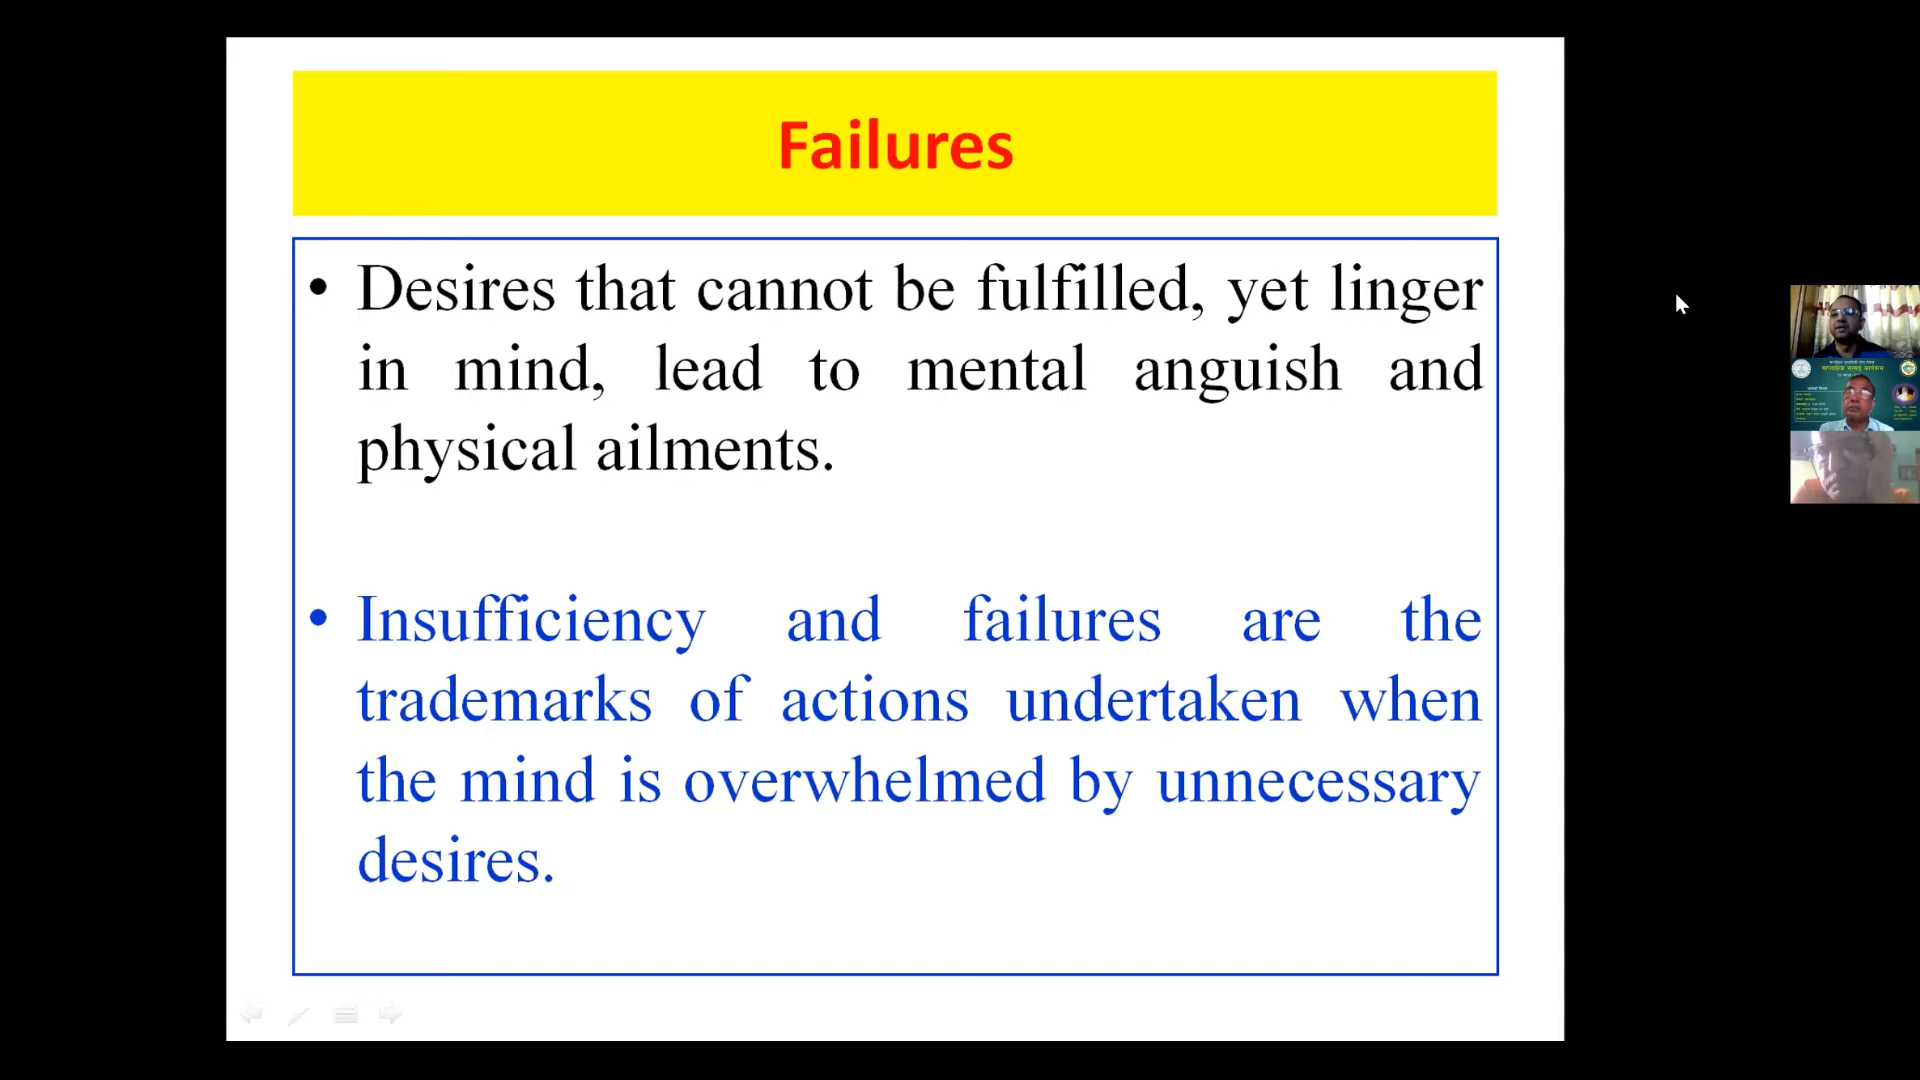 Failures
• Desires that cannot be fulfilled, yet linger
in mind, lead to mental anguish and
physical ailments.
• Insufficiency and failures are the
trademarks of actions undertaken when
the mind is overwhelmed by unnecessary
desires.